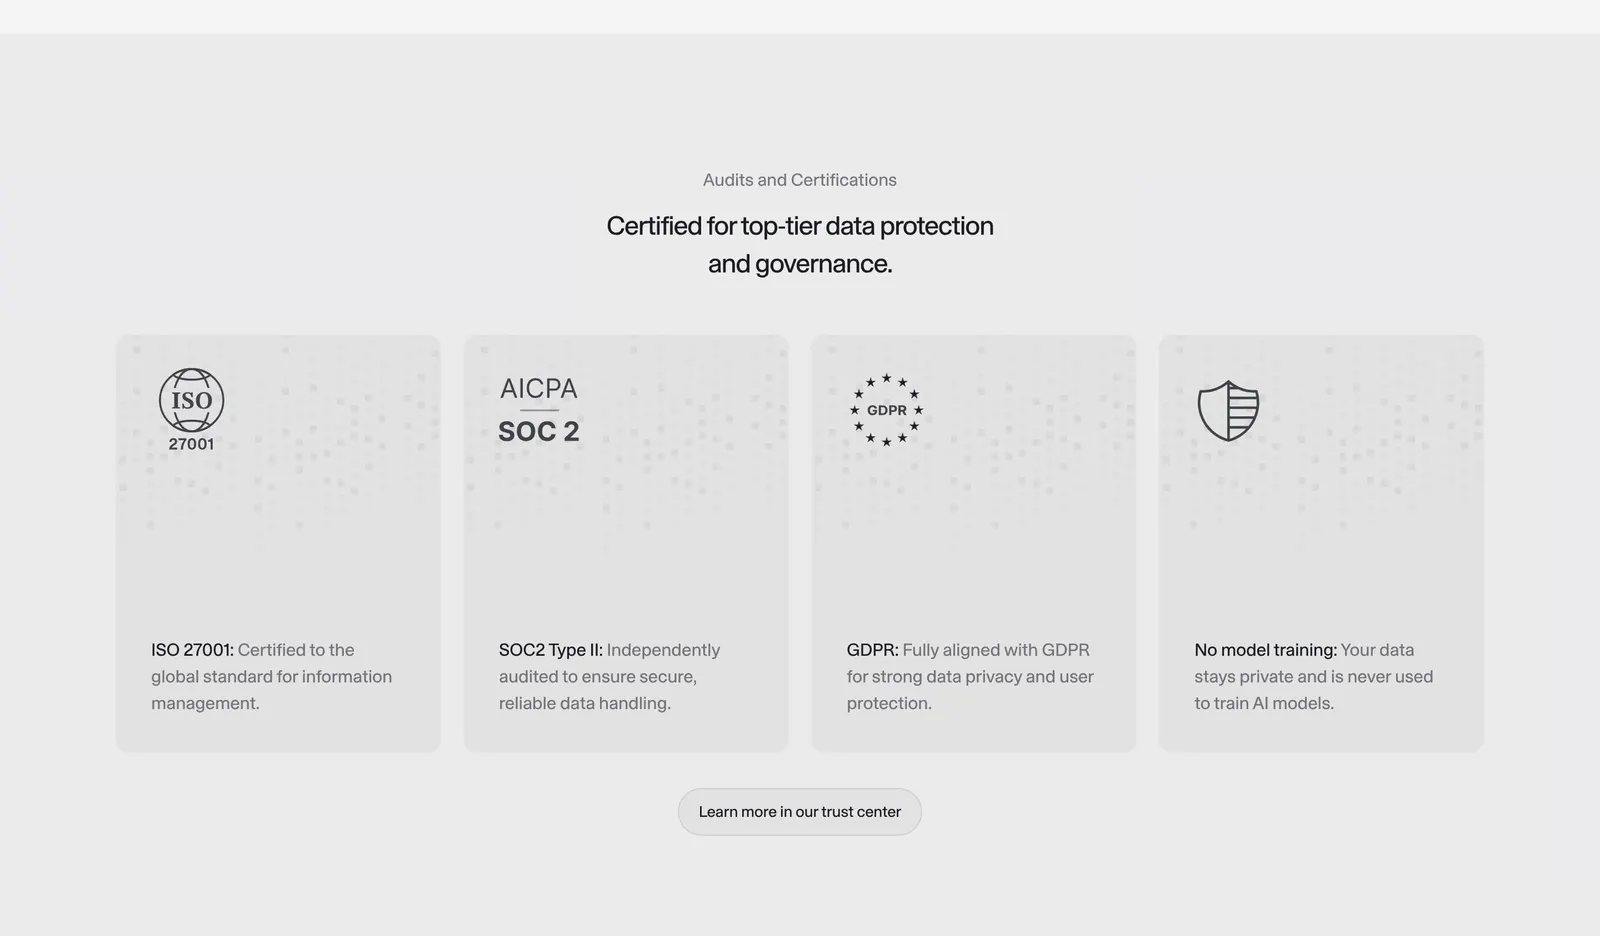 Audits and Certifications
Certified for top-tier data protection
and governance.
ISO
27001
AICPA
SOC 2
GDPR
ISO 27001: Certified to the
global standard for information
management.
SOC2 Type II: Independently
audited to ensure secure,
reliable data handling.
GDPR: Fully aligned with GDPR
for strong data privacy and user
protection.
No model training: Your data
stays private and is never used
to train AI models.
Learn more in our trust center